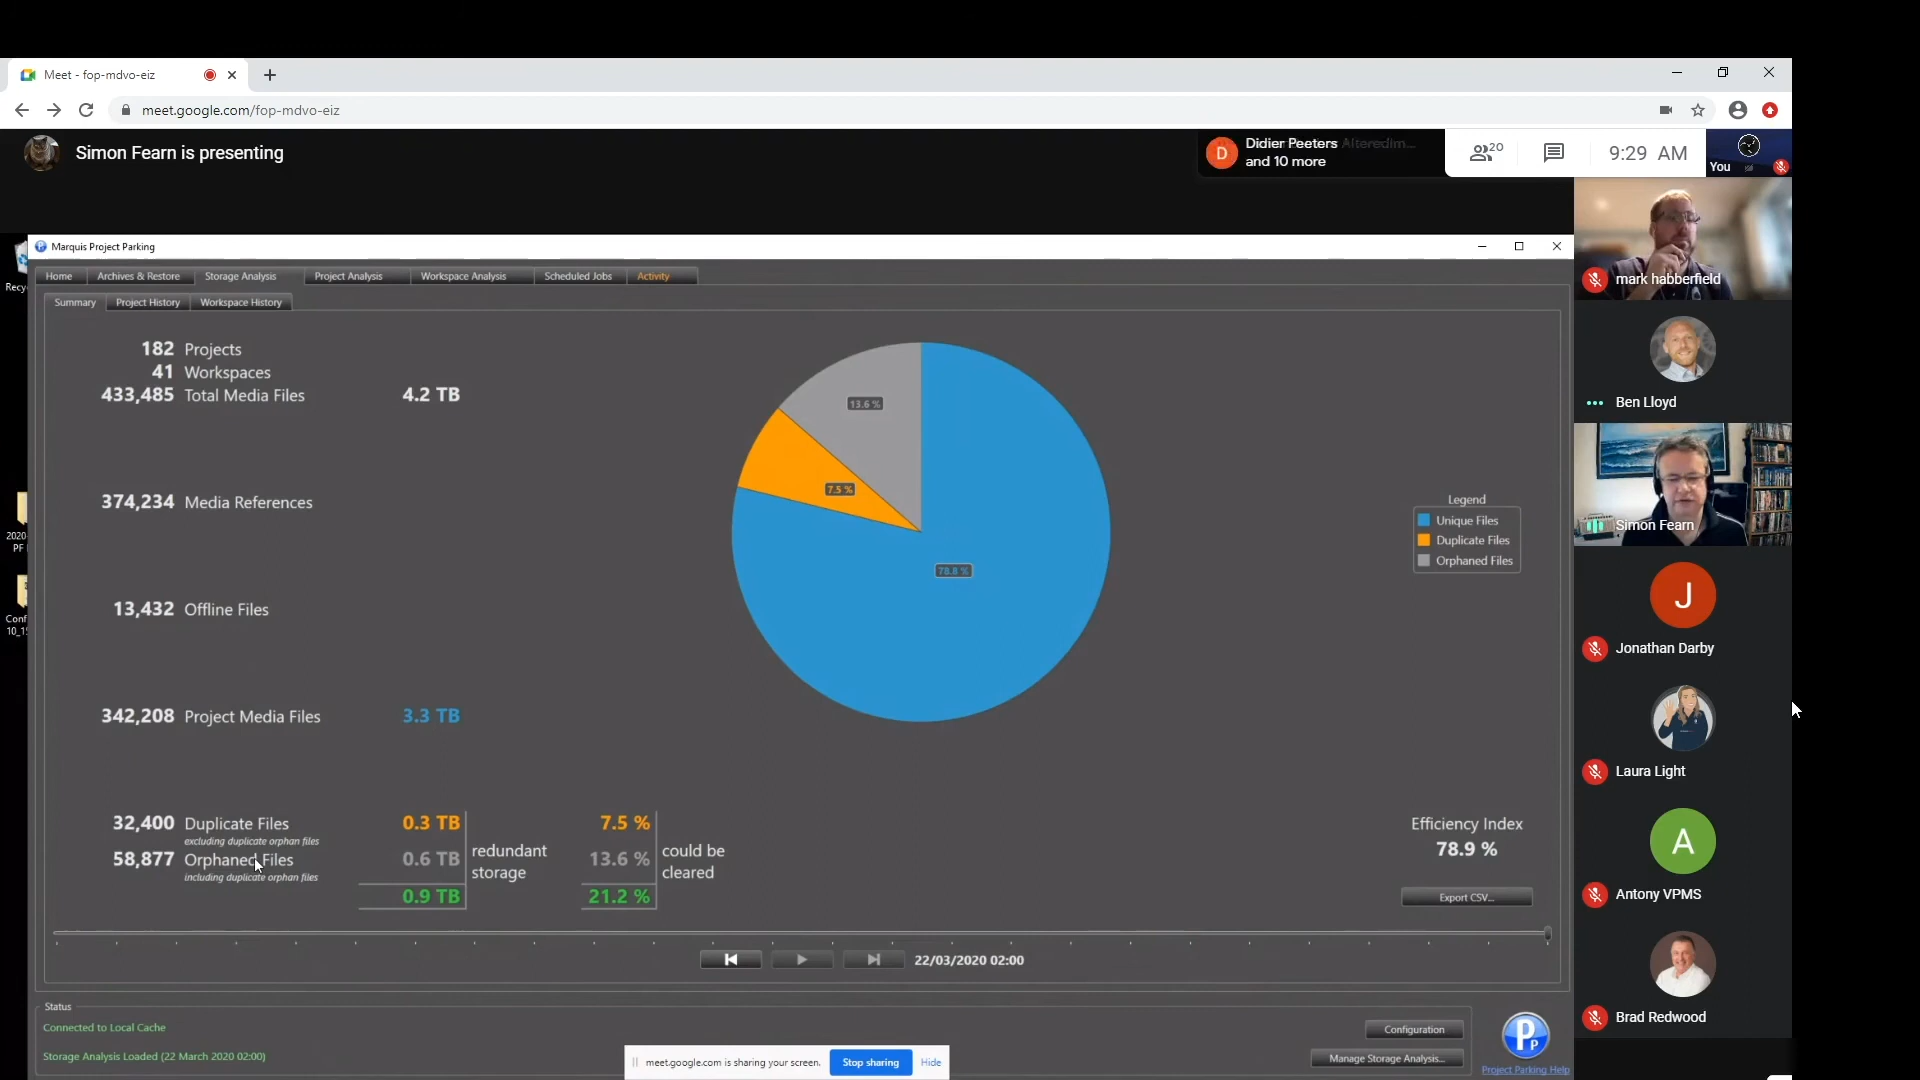 Meet - fop-mdvo-eiz
meet.google.com/fop-mdvo-eiz
Simon Fearn is presenting
D
Didier Peeters
and 10 more
20
9:29 AM
You
Marquis Project Parking
Home
Archives & Restore
Storage Analysis
Project Analysis
Workspace Analysis
Scheduled Jobs
Activity
Summary
Project History
Workspace History
182 Projects
41 Workspaces
433,485 Total Media Files 4.2 TB
374,234 Media References
13,432 Offline Files
342,208 Project Media Files 3.3 TB
32,400 Duplicate Files 0.3 TB 7.5 %
excluding duplicate orphan files
58,877 Orphaned Files 0.6 TB 13.6 %
including duplicate orphan files
redundant
storage
could be
cleared
0.9 TB 21.2 %
13.6 %
7.5 %
78.8 %
Legend
Unique Files
Duplicate Files
Orphaned Files
Efficiency Index
78.9 %
Export CSV...
22/03/2020 02:00
Status
Connected to Local Cache
Storage Analysis Loaded (22 March 2020 02:00)
Configuration
Manage Storage Analysis...
P
P
Project Parking Help
meet.google.com is sharing your screen.
Stop sharing
Hide
Recyc
2020
PF
Conf
10_15
mark habberfield
Ben Lloyd
Simon Fearn
J
Jonathan Darby
Laura Light
A
Antony VPMS
Brad Redwood